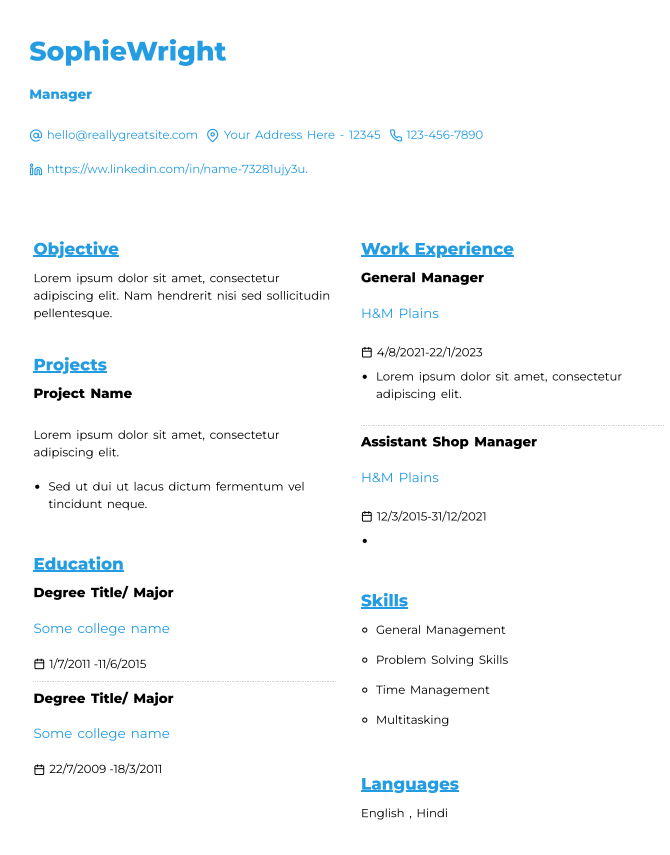 SophieWright
Manager
hello@reallygreatsite.com Your Address Here - 12345 123-456-7890
https://ww.linkedin.com/in/name-73281ujy3u.
Objective
Lorem ipsum dolor sit amet, consectetur
adipiscing elit. Nam hendrerit nisi sed sollicitudin
pellentesque.
Projects
Project Name
Lorem ipsum dolor sit amet, consectetur
adipiscing elit.
• Sed ut dui ut lacus dictum fermentum vel
tincidunt neque.
Education
Degree Title/ Major
Some college name
1/7/2011 -11/6/2015
Degree Title/ Major
Some college name
22/7/2009 -18/3/2011
Work Experience
General Manager
H&M Plains
4/8/2021-22/1/2023
• Lorem ipsum dolor sit amet, consectetur
adipiscing elit.
Assistant Shop Manager
H&M Plains
12/3/2015-31/12/2021
•
Skills
General Management
Problem Solving Skills
Time Management
Multitasking
Languages
English , Hindi